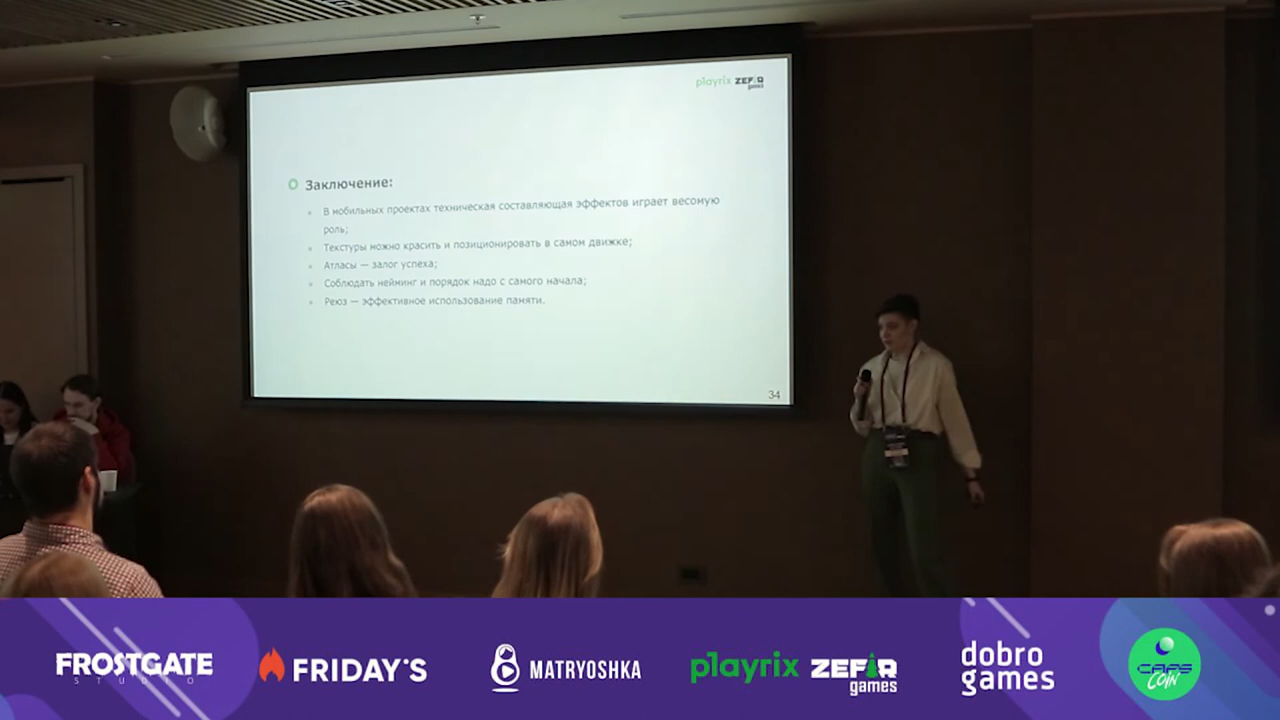 playrix ZEFIR games
Заключение:
В мобильных проектах техническая составляющая эффектов играет весомую
роль;
Текстуры можно красить и позиционировать в самом движке;
Атласы — залог успеха;
Соблюдать нейминг и порядок надо с самого начала;
Реюз — эффективное использование памяти.
34
FROSTGATE
STUDIO
FRIDAY'S
MATRYOSHKA
playrix ZEFIR
games
dobro
games
CAPS
COIN